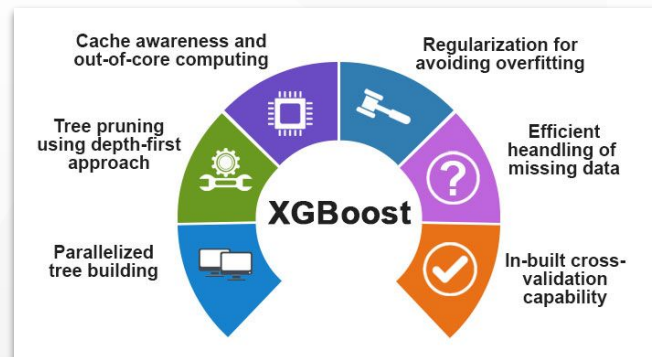 Cache awareness and
out-of-core computing
Regularization for
avoiding overfitting
Tree pruning
using depth-first
approach
Efficient
heandling of
missing data
XGBoost
Parallelized
tree building
In-built cross-
validation
capability